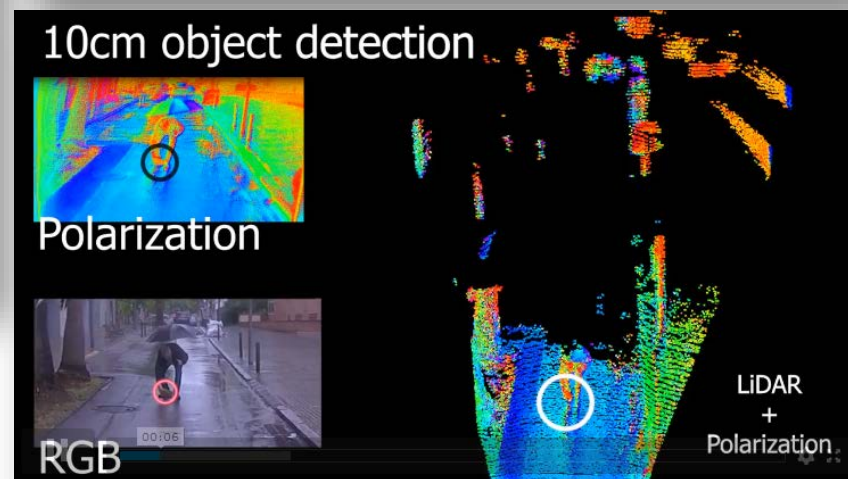 10cm object detection
Polarization
00:06
RGB
LiDAR
+
Polarization